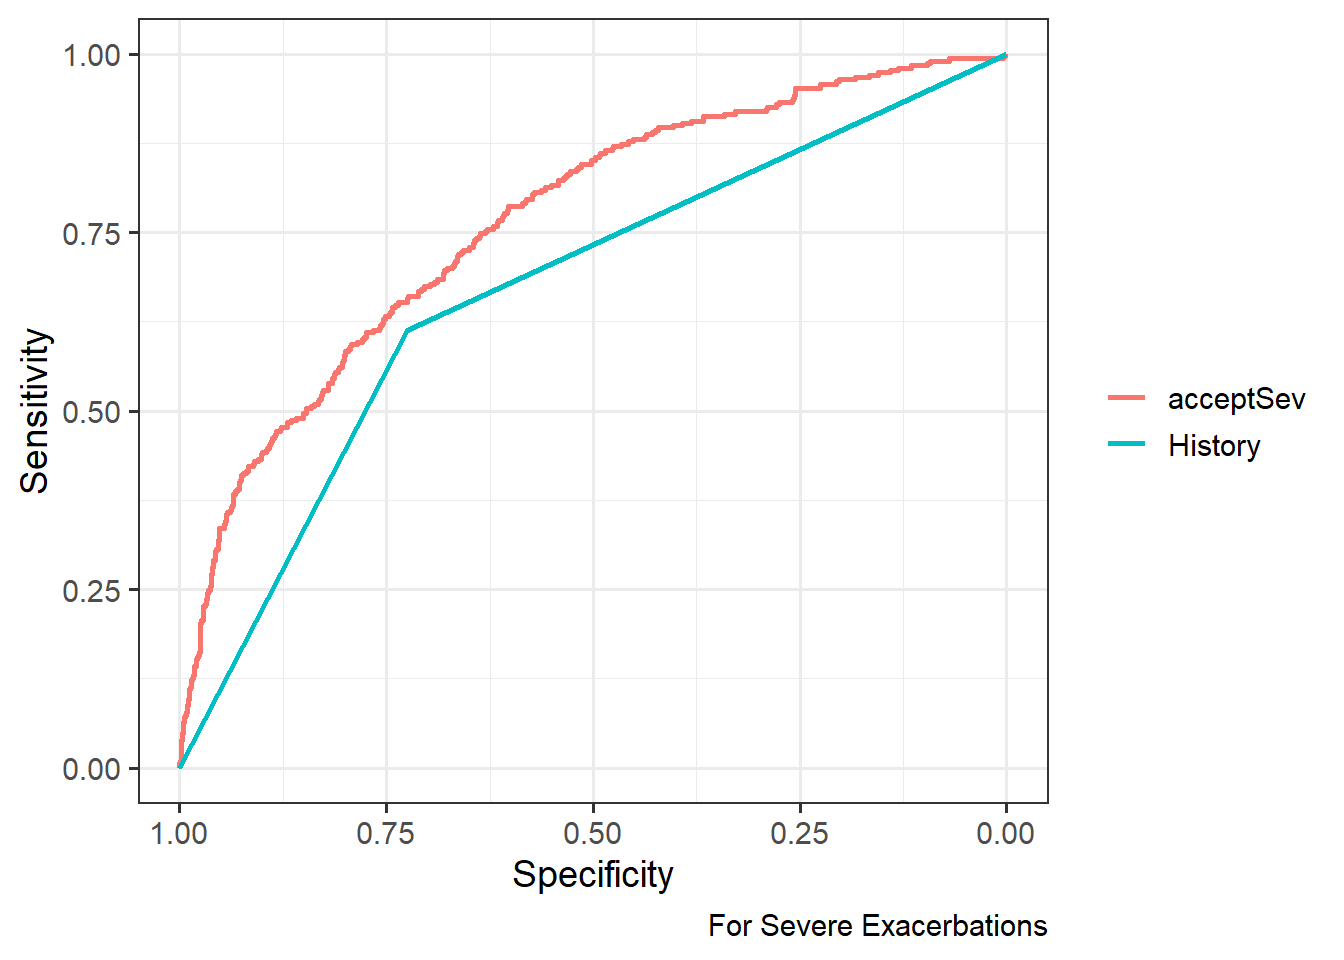 1.00
0.75
0.50
0.25
0.00
Sensitivity
1.00 0.75 0.50 0.25 0.00
Specificity
For Severe Exacerbations
acceptSev
History